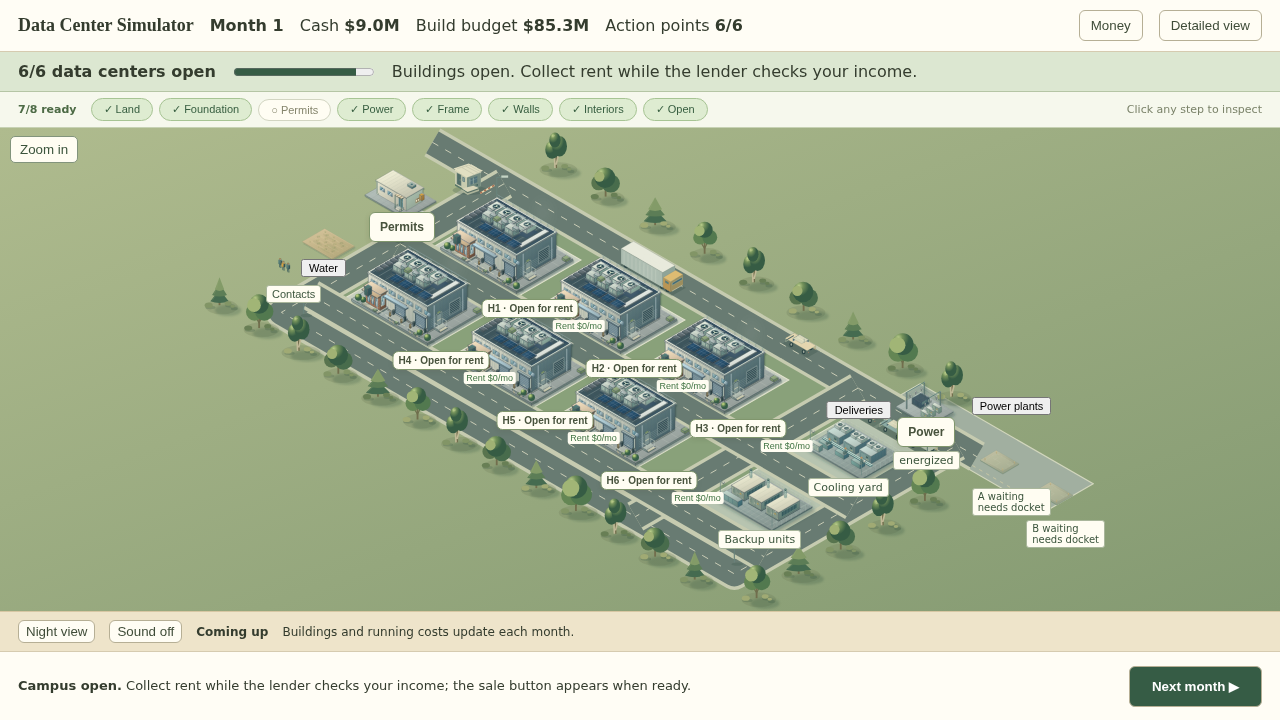 Data Center Simulator Month 1 Cash $9.0M Build budget $85.3M Action points 6/6 Money Detailed view
6/6 data centers open Buildings open. Collect rent while the lender checks your income.
7/8 ready ✓ Land ✓ Foundation ○ Permits ✓ Power ✓ Frame ✓ Walls ✓ Interiors ✓ Open Click any step to inspect
Zoom in
Permits
Water
Contacts
H1 · Open for rent
Rent $0/mo
H4 · Open for rent
Rent $0/mo
H2 · Open for rent
Rent $0/mo
H5 · Open for rent
Rent $0/mo
H3 · Open for rent
Rent $0/mo
H6 · Open for rent
Rent $0/mo
Deliveries
Power plants
Power
energized
Cooling yard
A waiting
needs docket
B waiting
needs docket
Backup units
Night view Sound off Coming up Buildings and running costs update each month.
Campus open. Collect rent while the lender checks your income; the sale button appears when ready. Next month ▶